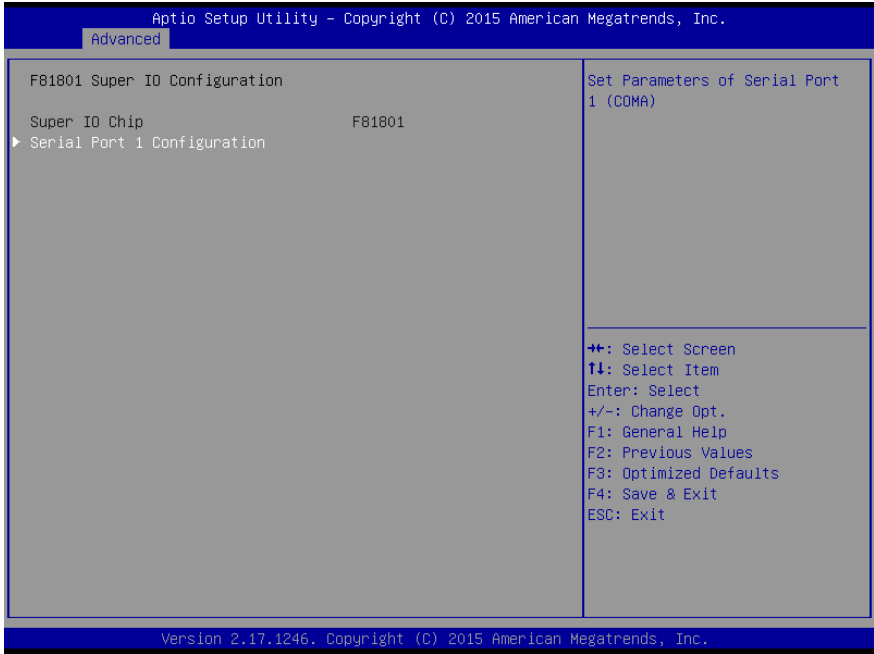 Aptio Setup Utility – Copyright (C) 2015 American Megatrends, Inc.
Advanced
F81801 Super IO Configuration
Super IO Chip F81801
Serial Port 1 Configuration
Set Parameters of Serial Port
1 (COMA)
→←: Select Screen
↑↓: Select Item
Enter: Select
+/-: Change Opt.
F1: General Help
F2: Previous Values
F3: Optimized Defaults
F4: Save & Exit
ESC: Exit
Version 2.17.1246. Copyright (C) 2015 American Megatrends, Inc.